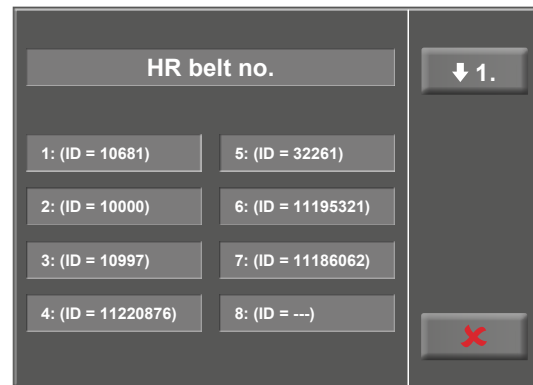 HR belt no.
1.
1: (ID = 10681)
5: (ID = 32261)
2: (ID = 10000)
6: (ID = 11195321)
3: (ID = 10997)
7: (ID = 11186062)
4: (ID = 11220876)
8: (ID = ---)